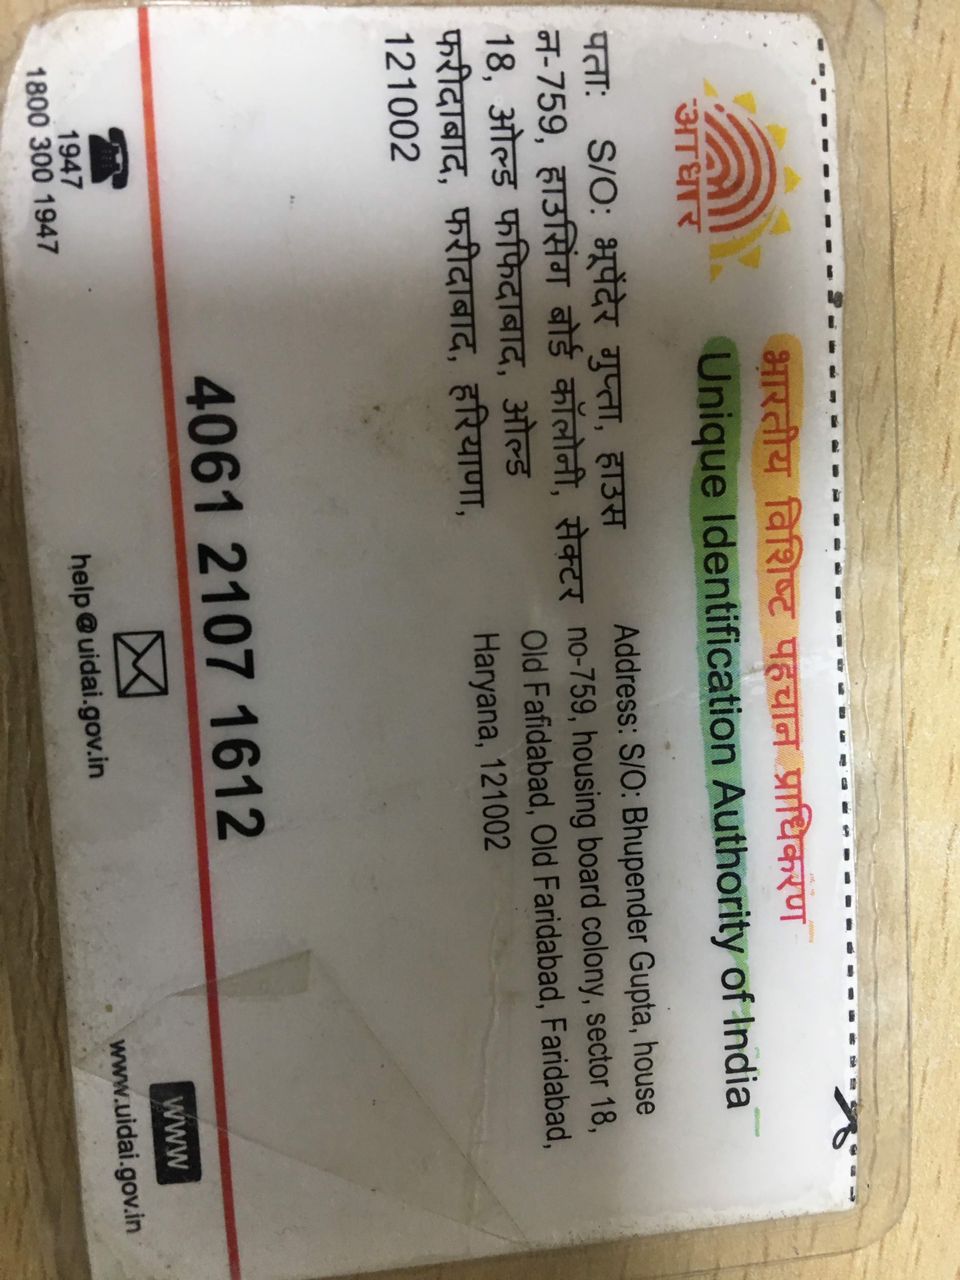 भारतीय विशिष्ट पहचान प्राधिकरण
Unique Identification Authority of India
आधार
पता: S/O: भूपेंदेर गुप्ता, हाउस
न-759, हाउसिंग बोर्ड कॉलोनी, सेक्टर
18, ओल्ड फफिदाबाद, ओल्ड
फरीदाबाद, फरीदाबाद, हरियाणा,
121002
Address: S/O: Bhupender Gupta, house
no-759, housing board colony, sector 18,
Old Fafidabad, Old Faridabad, Faridabad,
Haryana, 121002
4061 2107 1612
1947
1800 300 1947
help@uidai.gov.in
www
www.uidai.gov.in